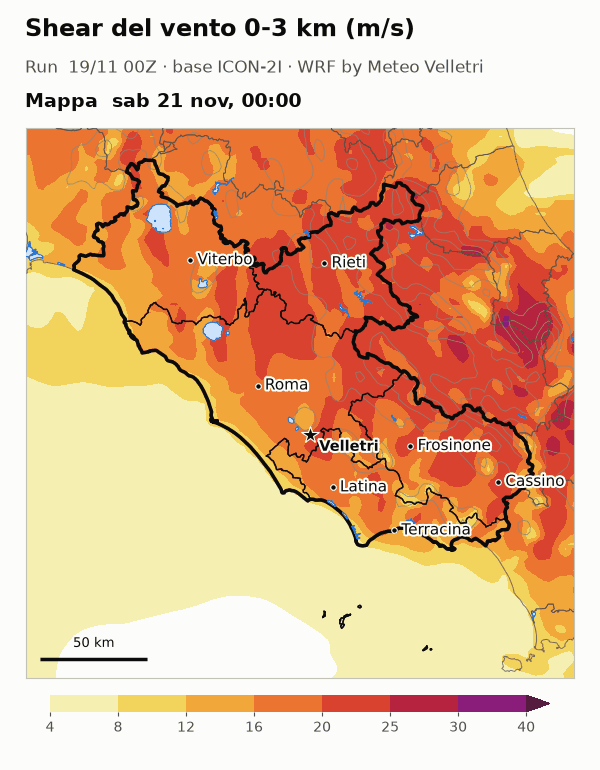 Shear del vento 0-3 km (m/s)
Run 19/11 00Z · base ICON-2I · WRF by Meteo Velletri
Mappa sab 21 nov, 00:00
Viterbo
Rieti
Roma
Velletri
Frosinone
Cassino
Latina
Terracina
50 km
4 8 12 16 20 25 30 40